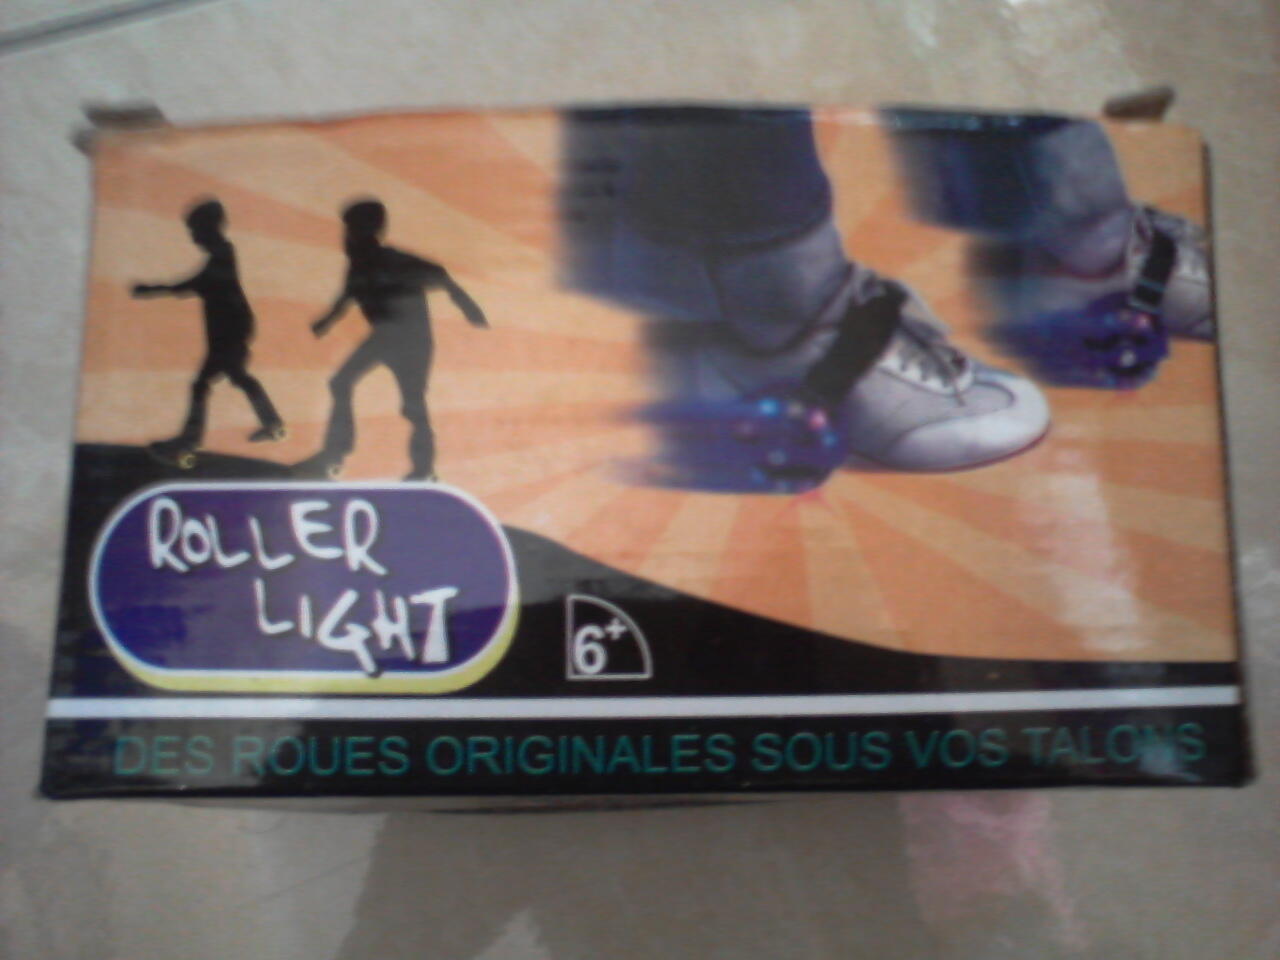 ROLLER
LIGHT
6+
DES ROUES ORIGINALES SOUS VOS TALONS